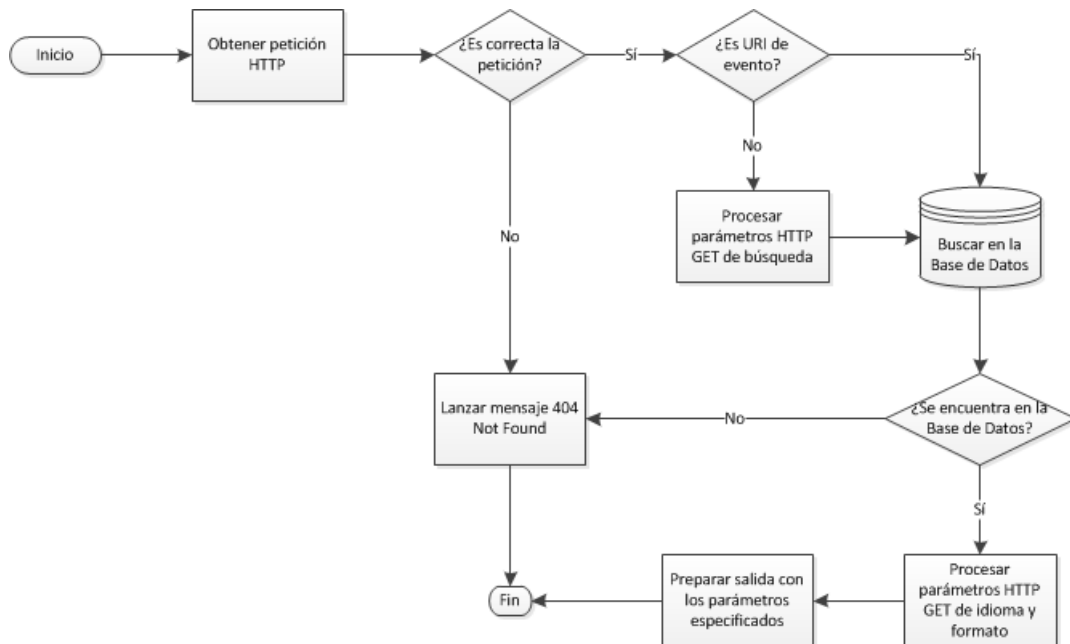 Inicio
Obtener petición
HTTP
¿Es correcta la
petición?
Sí
¿Es URI de
evento?
Sí
No
No
Procesar
parámetros HTTP
GET de búsqueda
Buscar en la
Base de Datos
Lanzar mensaje 404
Not Found
No
¿Se encuentra en la
Base de Datos?
Sí
Fin
Preparar salida con
los parámetros
especificados
Procesar
parámetros HTTP
GET de idioma y
formato